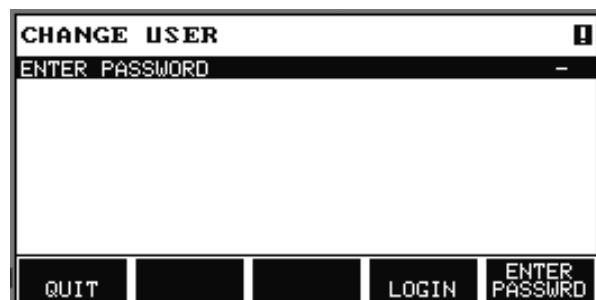 CHANGE USER !
ENTER PASSWORD –
QUIT
LOGIN
ENTER
PASSWRD